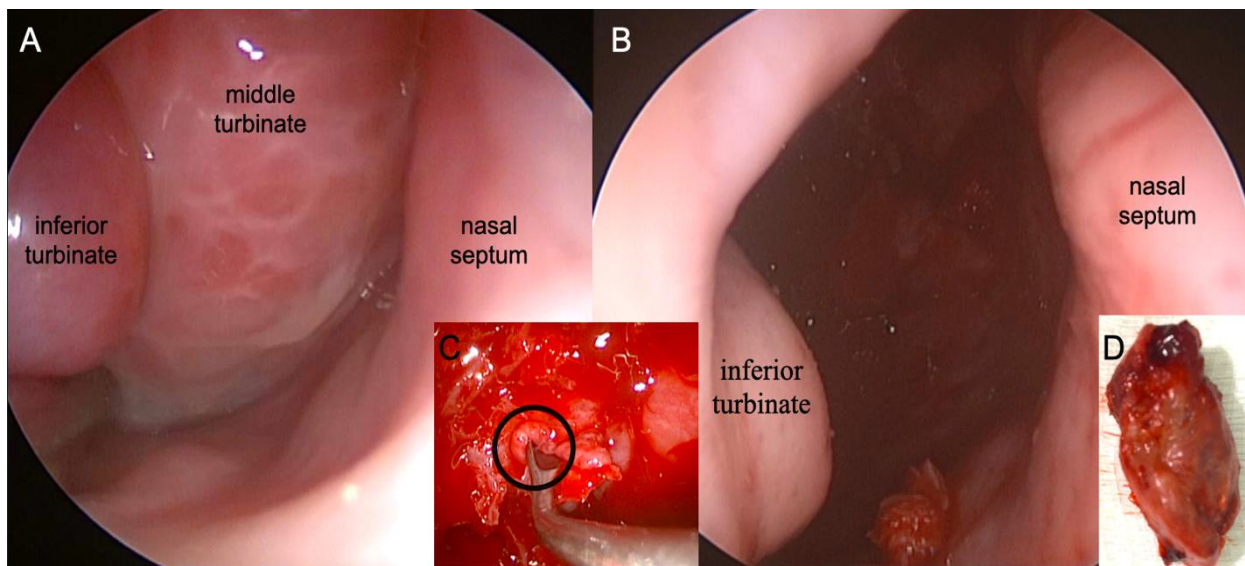 A
middle
turbinate
inferior
turbinate
nasal
septum
B
nasal
septum
inferior
turbinate
C
D